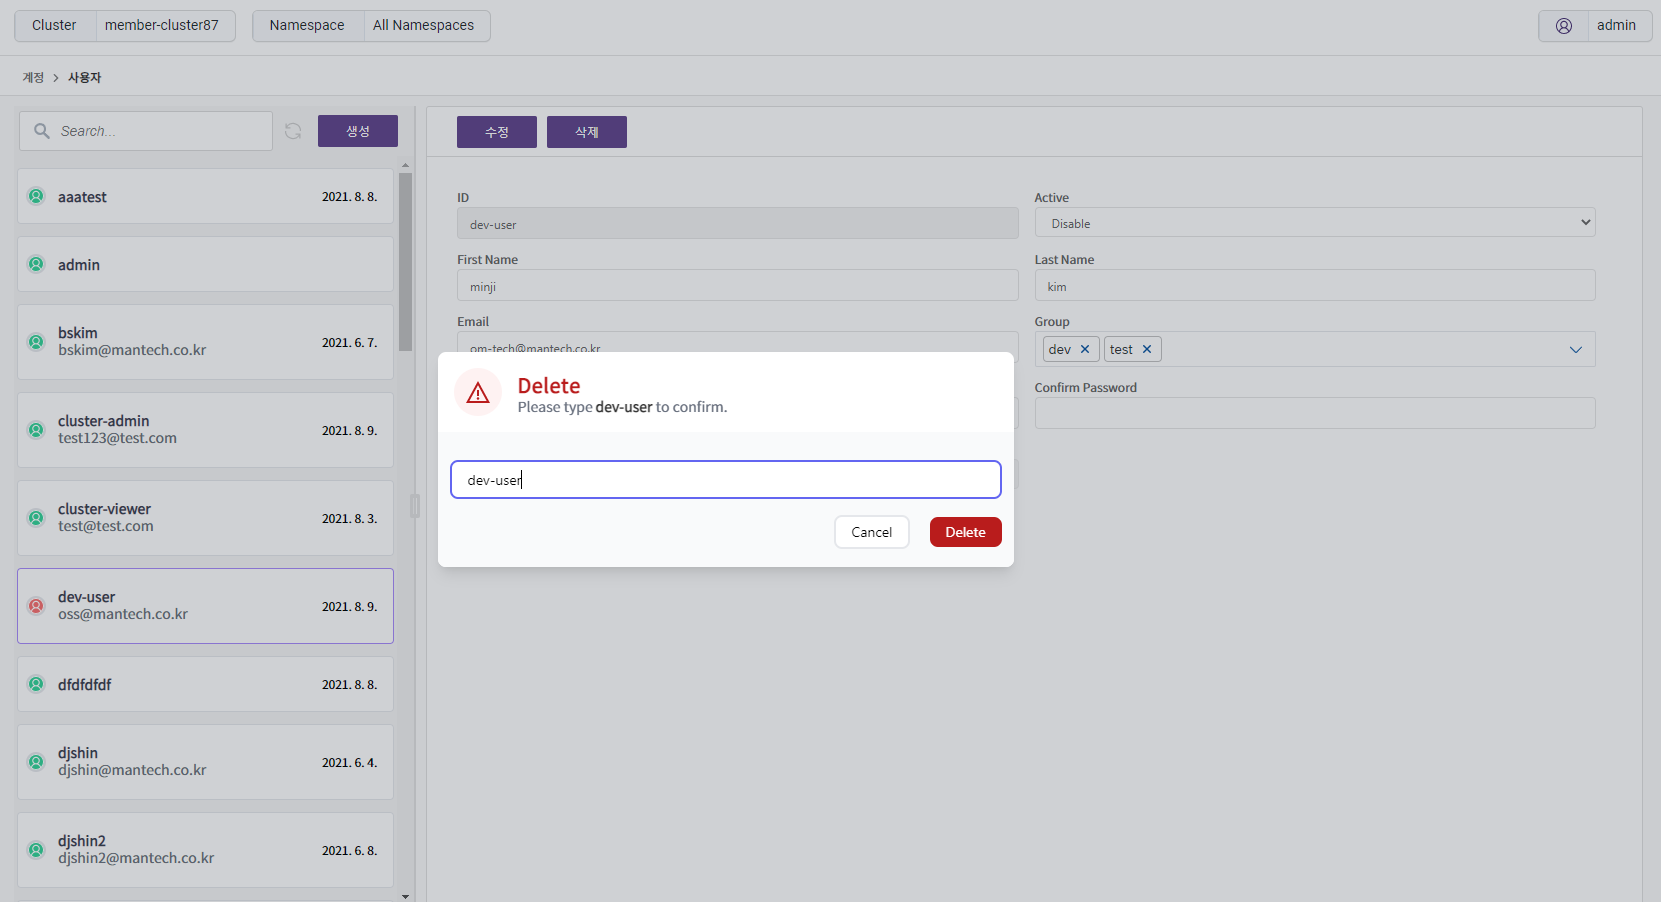 Cluster member-cluster87 Namespace All Namespaces admin
계정 > 사용자
Search...
생성
aaatest 2021. 8. 8.
admin
bskim
bskim@mantech.co.kr
2021. 6. 7.
cluster-admin
test123@test.com
2021. 8. 9.
cluster-viewer
test@test.com
2021. 8. 3.
dev-user
oss@mantech.co.kr
2021. 8. 9.
dfdfdfdf 2021. 8. 8.
djshin
djshin@mantech.co.kr
2021. 6. 4.
djshin2
djshin2@mantech.co.kr
2021. 6. 8.
수정 삭제
ID
dev-user
Active
Disable
First Name
minji
Last Name
kim
Email
om-tech@mantech.co.kr
Group
dev × test ×
Confirm Password
Delete
Please type dev-user to confirm.
dev-user
Cancel Delete